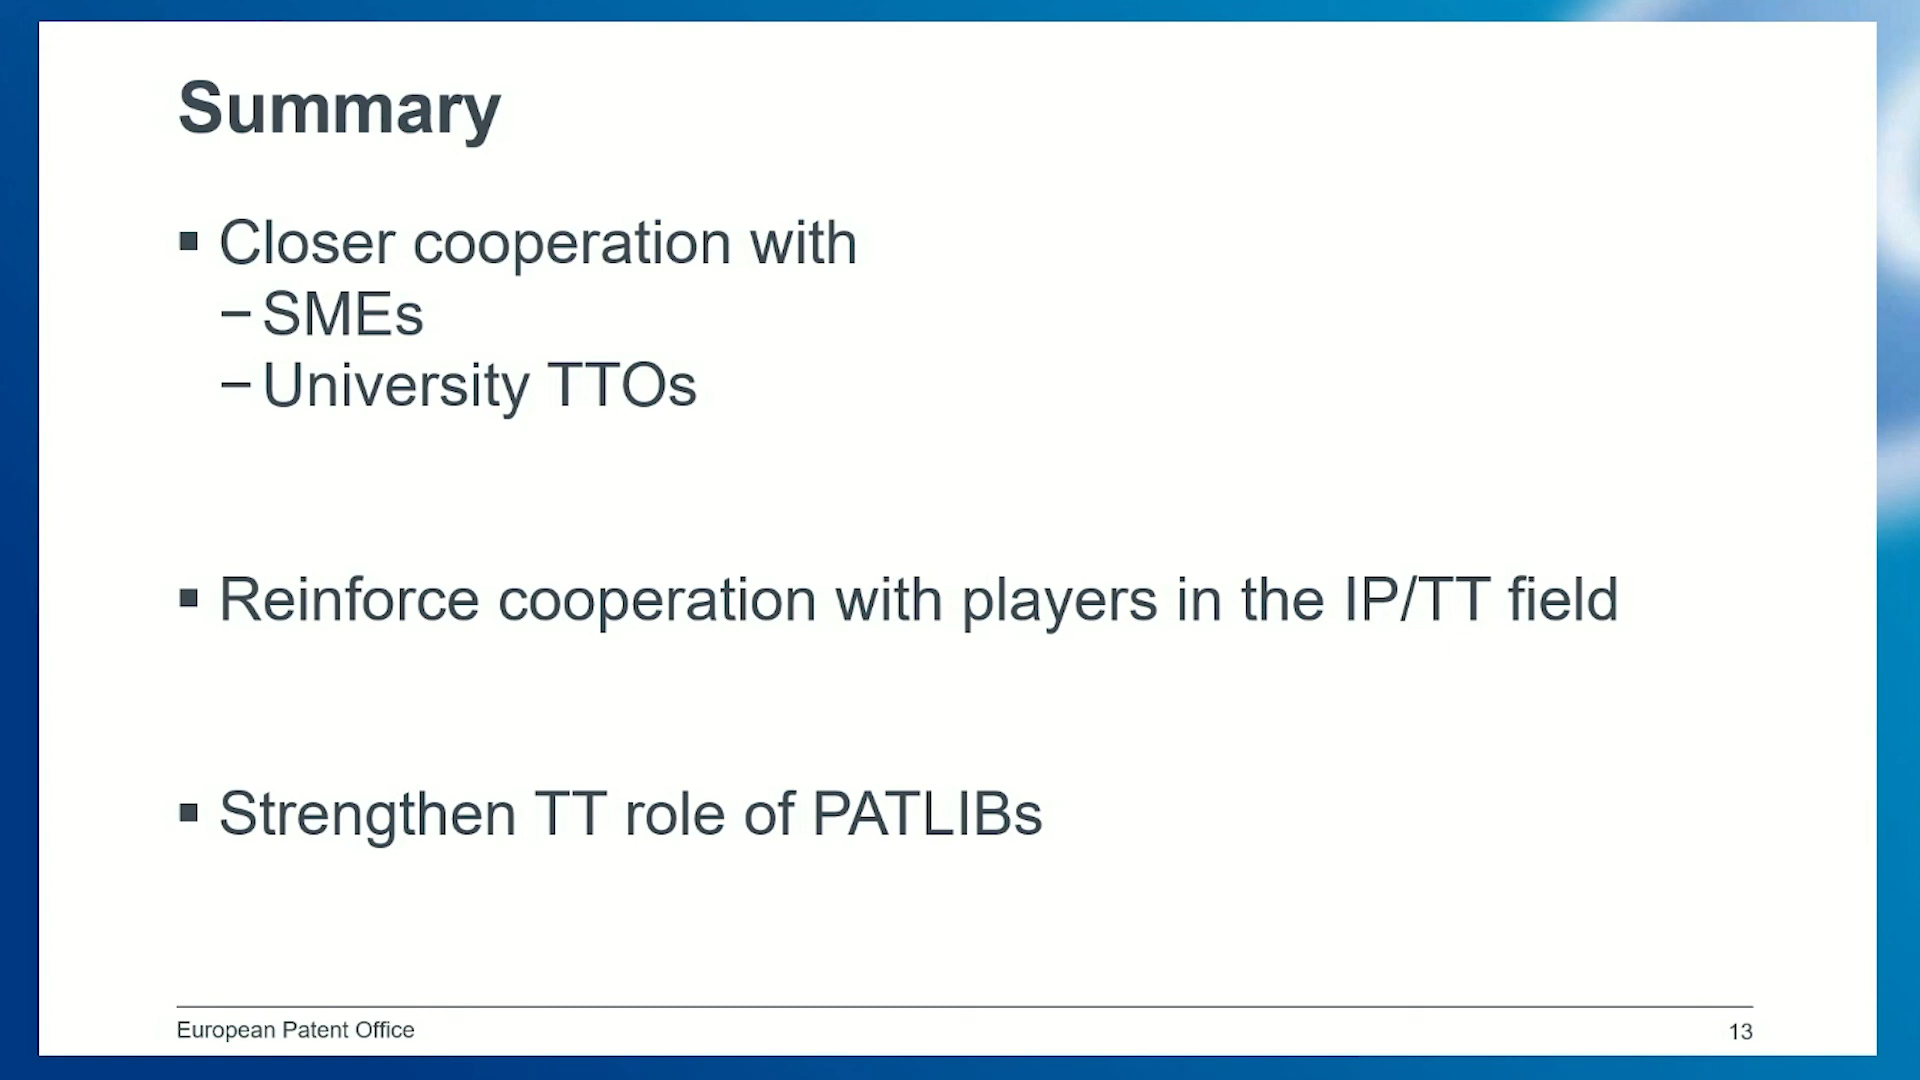 Summary
▪ Closer cooperation with
– SMEs
– University TTOs
▪ Reinforce cooperation with players in the IP/TT field
▪ Strengthen TT role of PATLIBs
European Patent Office
13